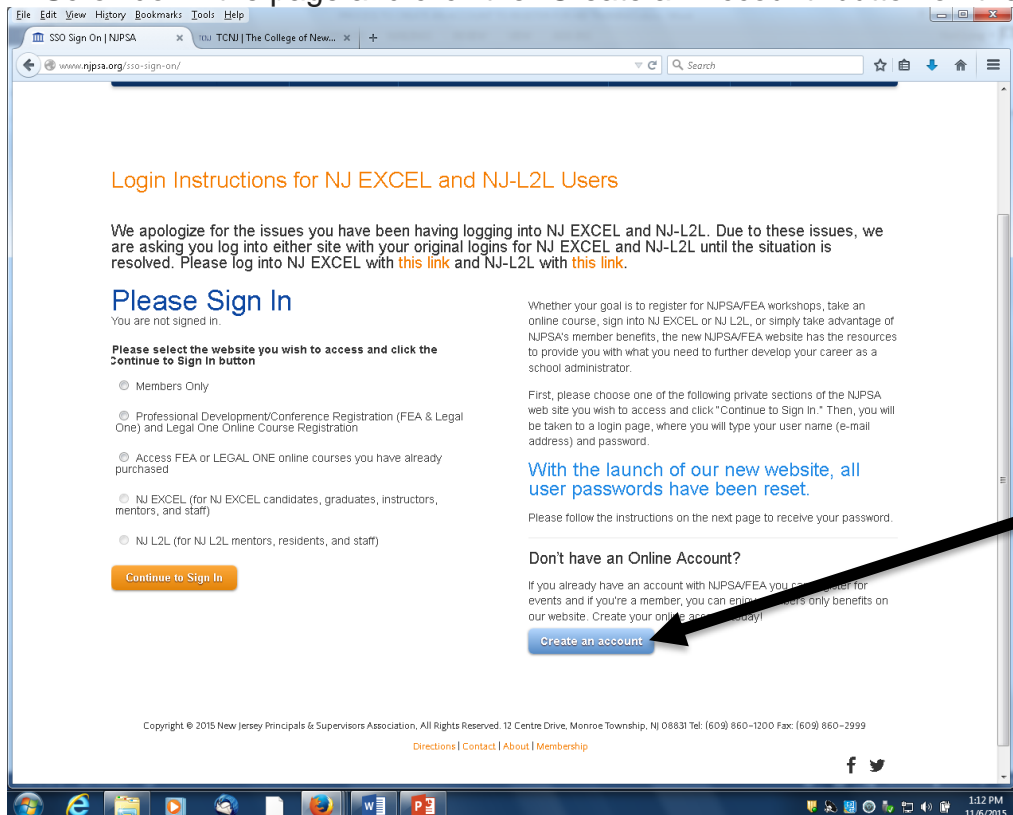 File Edit View History Bookmarks Tools Help
SSO Sign On | NJPSA
TCNJ | The College of New...
www.njpsa.org/sso-sign-on/
Search
Login Instructions for NJ EXCEL and NJ-L2L Users
We apologize for the issues you have been having logging into NJ EXCEL and NJ-L2L. Due to these issues, we
are asking you log into either site with your original logins for NJ EXCEL and NJ-L2L until the situation is
resolved. Please log into NJ EXCEL with this link and NJ-L2L with this link.
Please Sign In
You are not signed in.
Please select the website you wish to access and click the
Continue to Sign In button
Members Only
Professional Development/Conference Registration (FEA & Legal
One) and Legal One Online Course Registration
Access FEA or LEGAL ONE online courses you have already
purchased
NJ EXCEL (for NJ EXCEL candidates, graduates, instructors,
mentors, and staff)
NJ L2L (for NJ L2L mentors, residents, and staff)
Continue to Sign In
Whether your goal is to register for NJPSA/FEA workshops, take an
online course, sign into NJ EXCEL or NJ L2L, or simply take advantage of
NJPSA's member benefits, the new NJPSA/FEA website has the resources
to provide you with what you need to further develop your career as a
school administrator.
First, please choose one of the following private sections of the NJPSA
web site you wish to access and click "Continue to Sign In." Then, you will
be taken to a login page, where you will type your user name (e-mail
address) and password.
With the launch of our new website, all
user passwords have been reset.
Please follow the instructions on the next page to receive your password.
Don't have an Online Account?
If you already have an account with NJPSA/FEA you can for
events and if you're a member, you can only benefits on
our website. Create your online
Create an account
Copyright © 2015 New Jersey Principals & Supervisors Association, All Rights Reserved. 12 Centre Drive, Monroe Township, NJ 08831 Tel: (609) 860-1200 Fax: (609) 860-2999
Directions | Contact | About | Membership
1:12 PM
11/6/2015